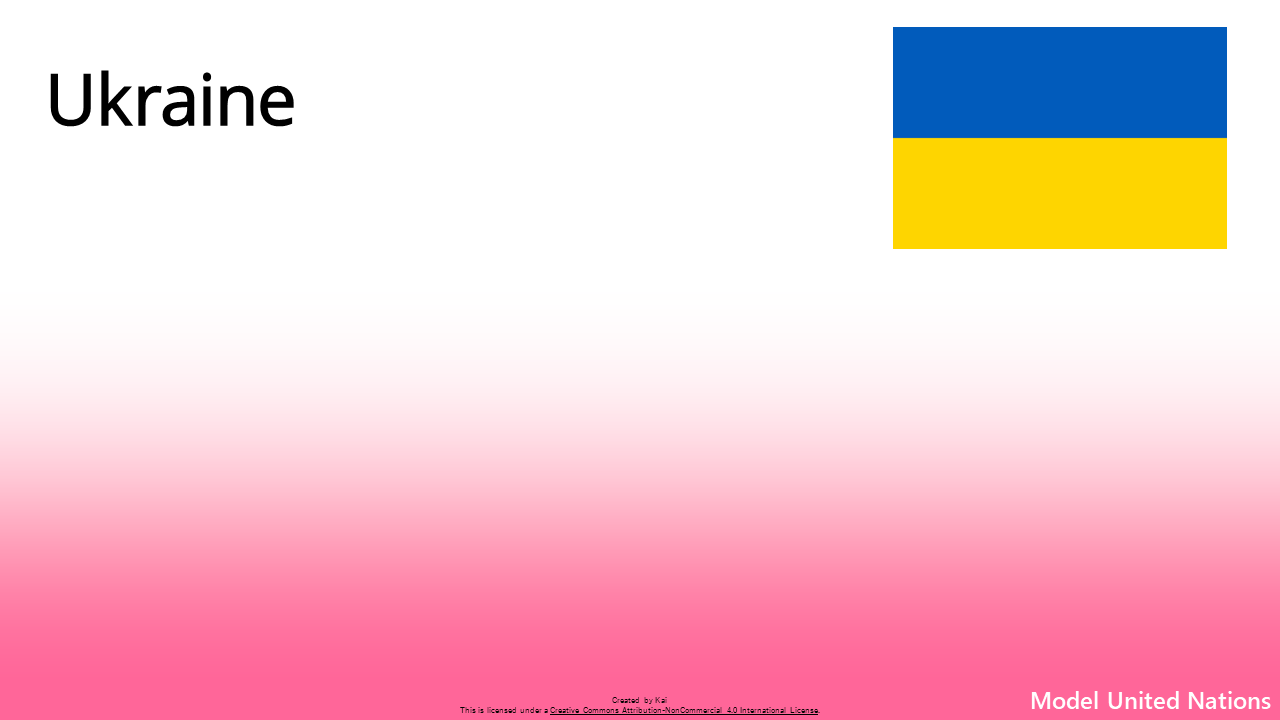 Ukraine
Created by Kai
This is licensed under a Creative Commons Attribution-NonCommercial 4.0 International License.
Model United Nations